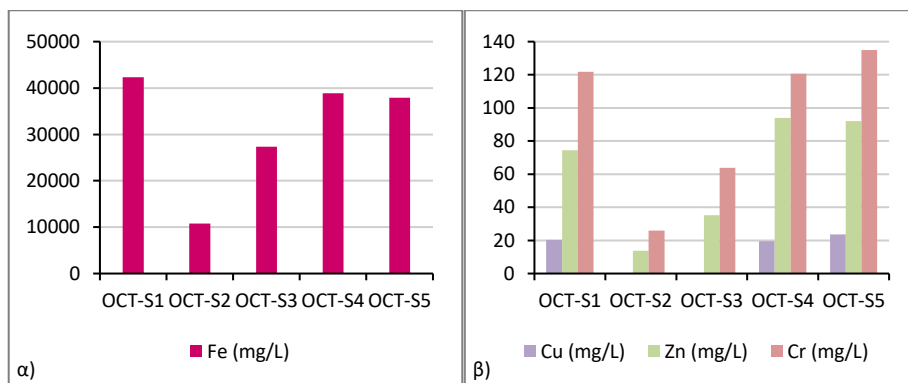 50000
40000
30000
20000
10000
0
OCT-S1 OCT-S2 OCT-S3 OCT-S4 OCT-S5
Fe (mg/L)
α)
140
120
100
80
60
40
20
0
OCT-S1 OCT-S2 OCT-S3 OCT-S4 OCT-S5
Cu (mg/L) Zn (mg/L) Cr (mg/L)
β)